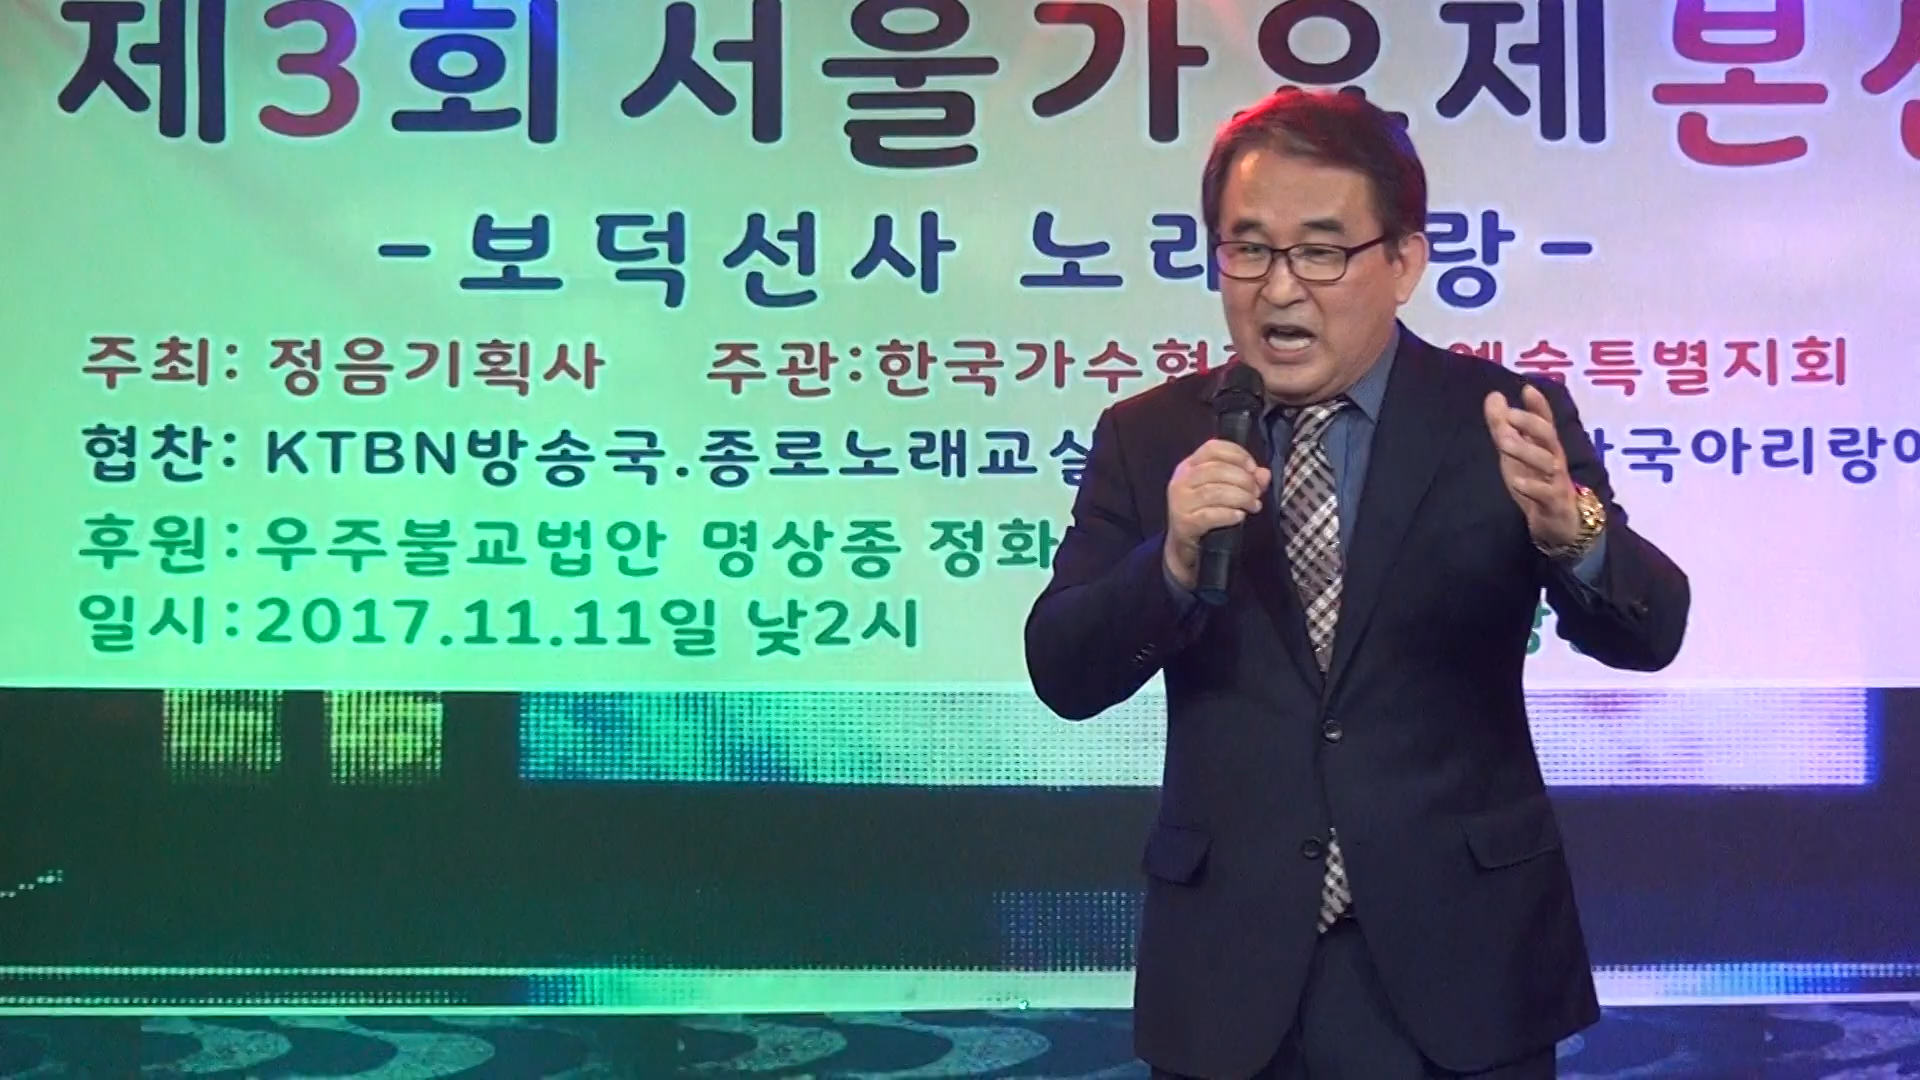 제3회 서울가요제 본선
-보덕선사 노래 랑-
주최: 정음기획사 주관:한국가수협 예술특별지회
협찬: KTBN방송국.종로노래교실 한국아리랑예
후원:우주불교법안 명상종 정화
일시:2017.11.11일 낮2시